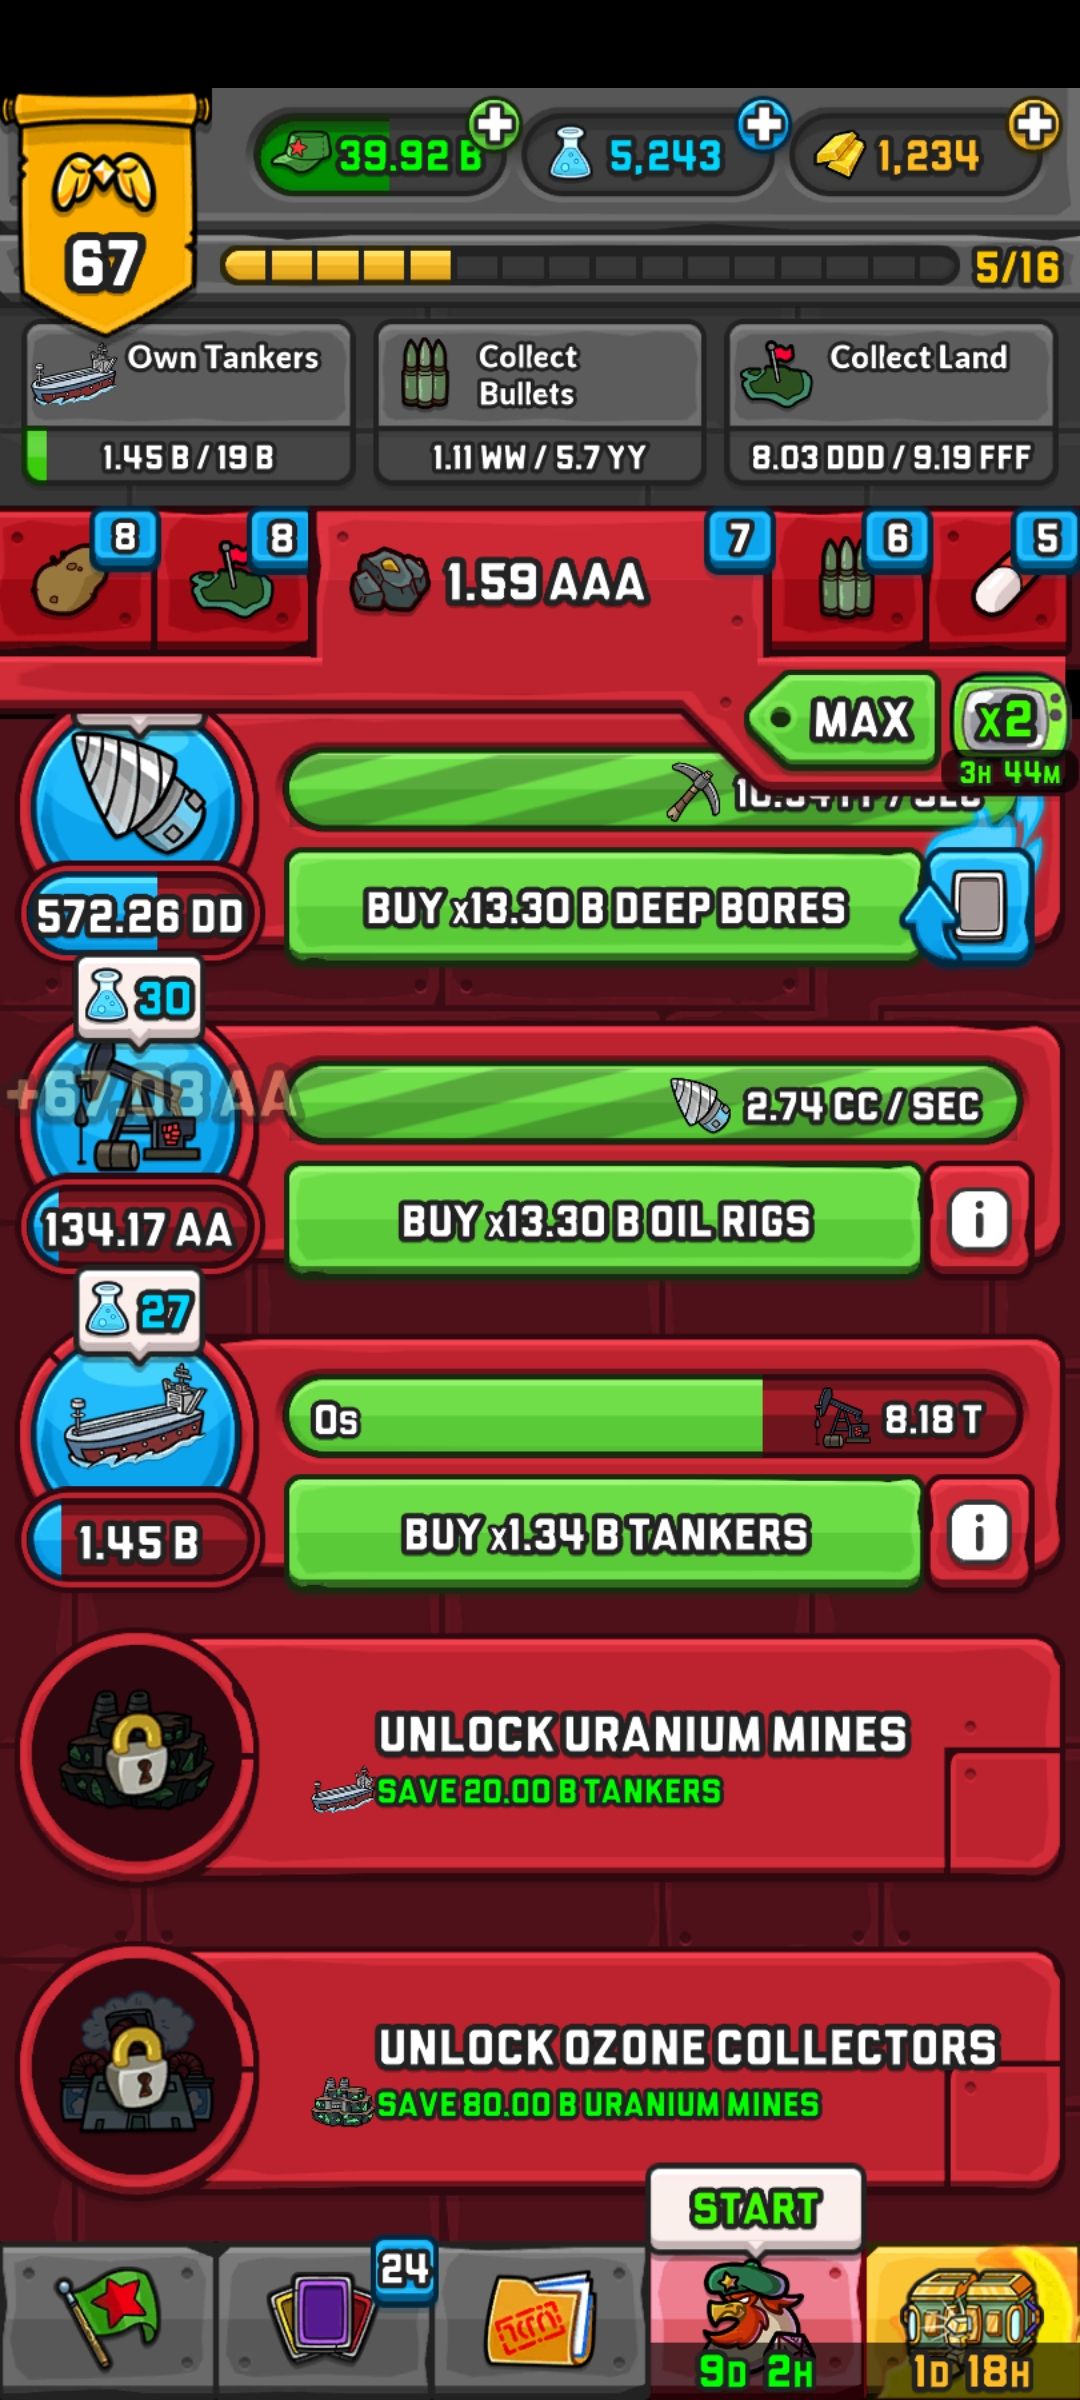 39.92 B
5,243
1,234
67
5/16
Own Tankers
1.45 B / 19 B
Collect
Bullets
1.11 WW / 5.7 YY
Collect Land
8.03 DDD / 9.19 FFF
8
8
1.59 AAA
7
6
5
MAX
x2
3H 44M
572.26 DD
BUY x13.30 B DEEP BORES
30
+67.03 AA
2.74 CC / SEC
134.17 AA
BUY x13.30 B OIL RIGS
i
27
0s
8.18 T
1.45 B
BUY x1.34 B TANKERS
i
UNLOCK URANIUM MINES
SAVE 20.00 B TANKERS
UNLOCK OZONE COLLECTORS
SAVE 80.00 B URANIUM MINES
START
24
9D 2H
1D 18H